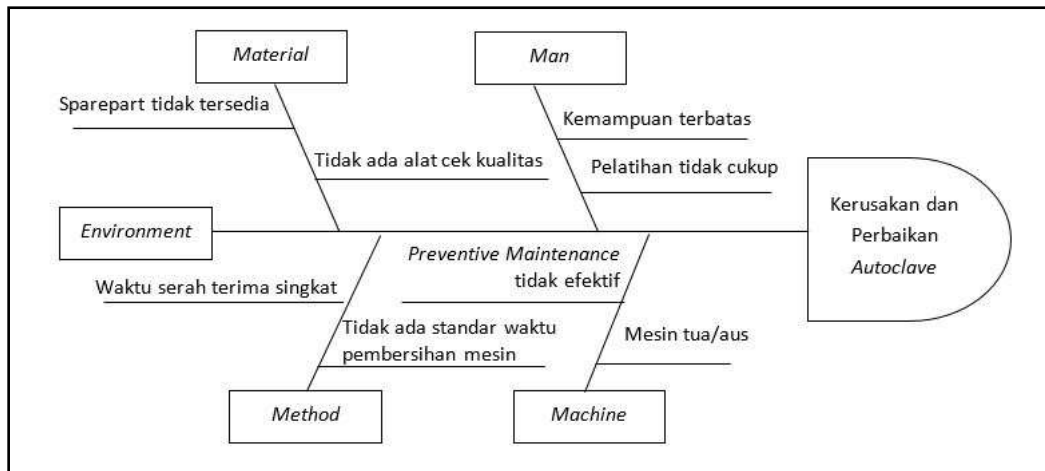 Material
Man
Sparepart tidak tersedia
Kemampuan terbatas
Tidak ada alat cek kualitas
Pelatihan tidak cukup
Kerusakan dan
Perbaikan
Autoclave
Environment
Preventive Maintenance
tidak efektif
Waktu serah terima singkat
Tidak ada standar waktu
pembersihan mesin
Mesin tua/aus
Method
Machine